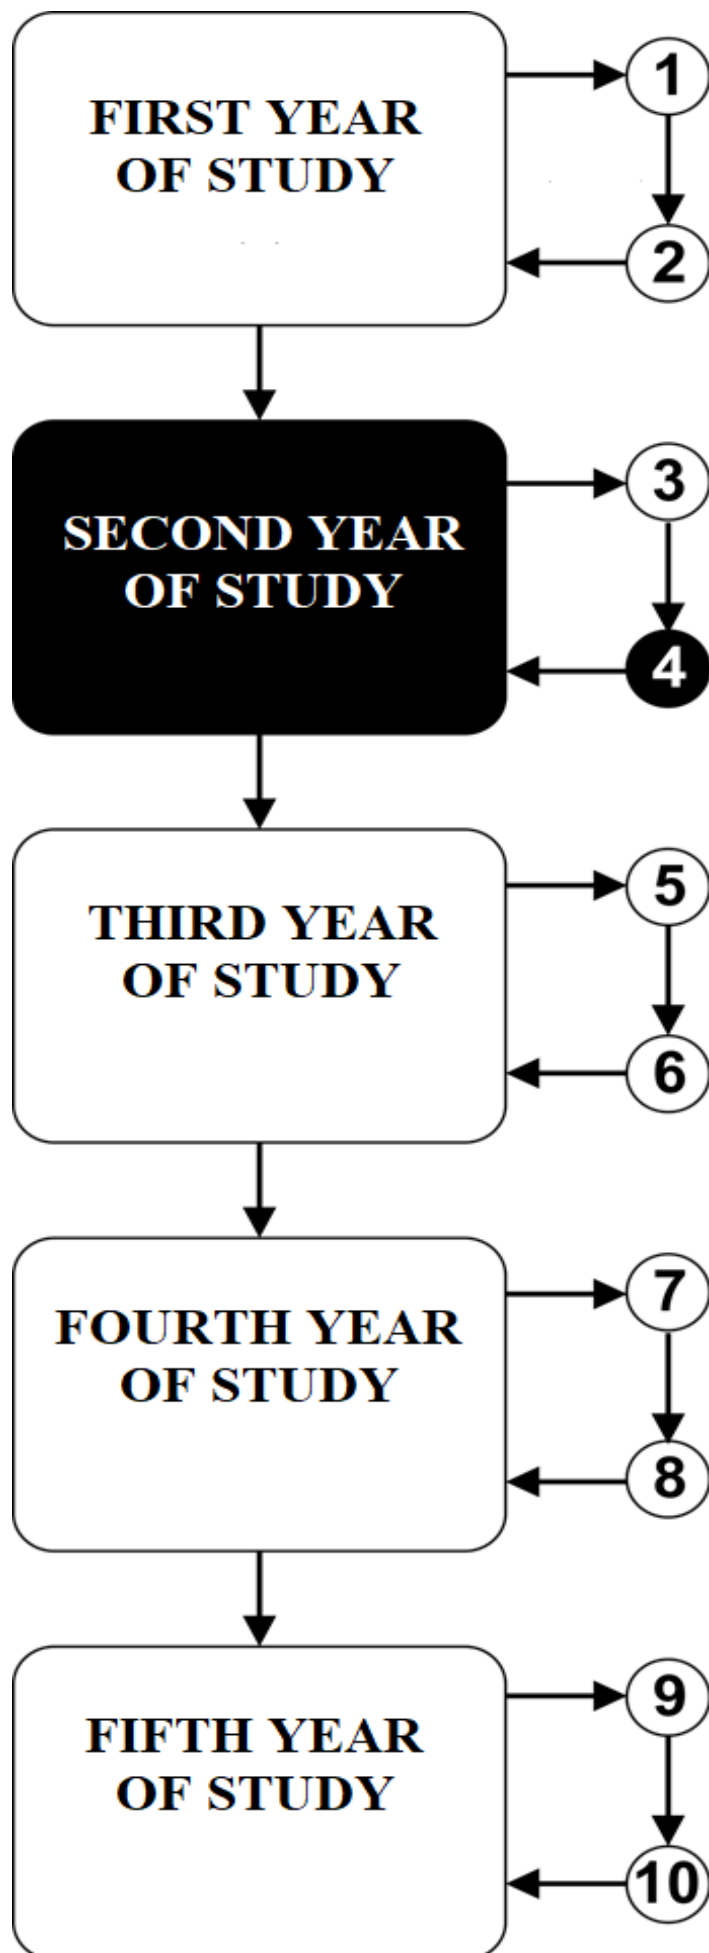 FIRST YEAR
OF STUDY
1
2
SECOND YEAR
OF STUDY
3
4
THIRD YEAR
OF STUDY
5
6
FOURTH YEAR
OF STUDY
7
8
FIFTH YEAR
OF STUDY
9
10